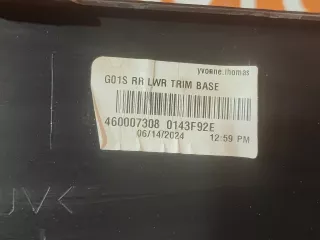 yvonne.thomas
G01S RR LWR TRIM BASE
460007308 0143F92E
06/14/2024 12:59 PM